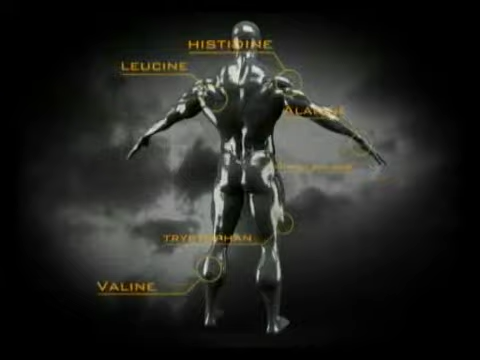 HISTIDINE
LEUCINE
ALANINE
TRYPTOPHAN
VALINE